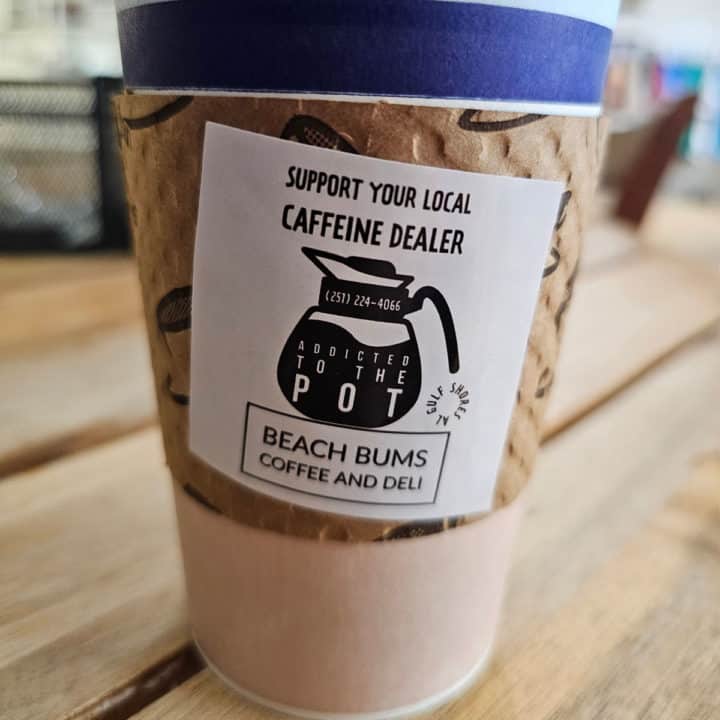 SUPPORT YOUR LOCAL
CAFFEINE DEALER
(251) 224-4066
ADDICTED
TO THE
POT
GULF SHORES AL
BEACH BUMS
COFFEE AND DELI